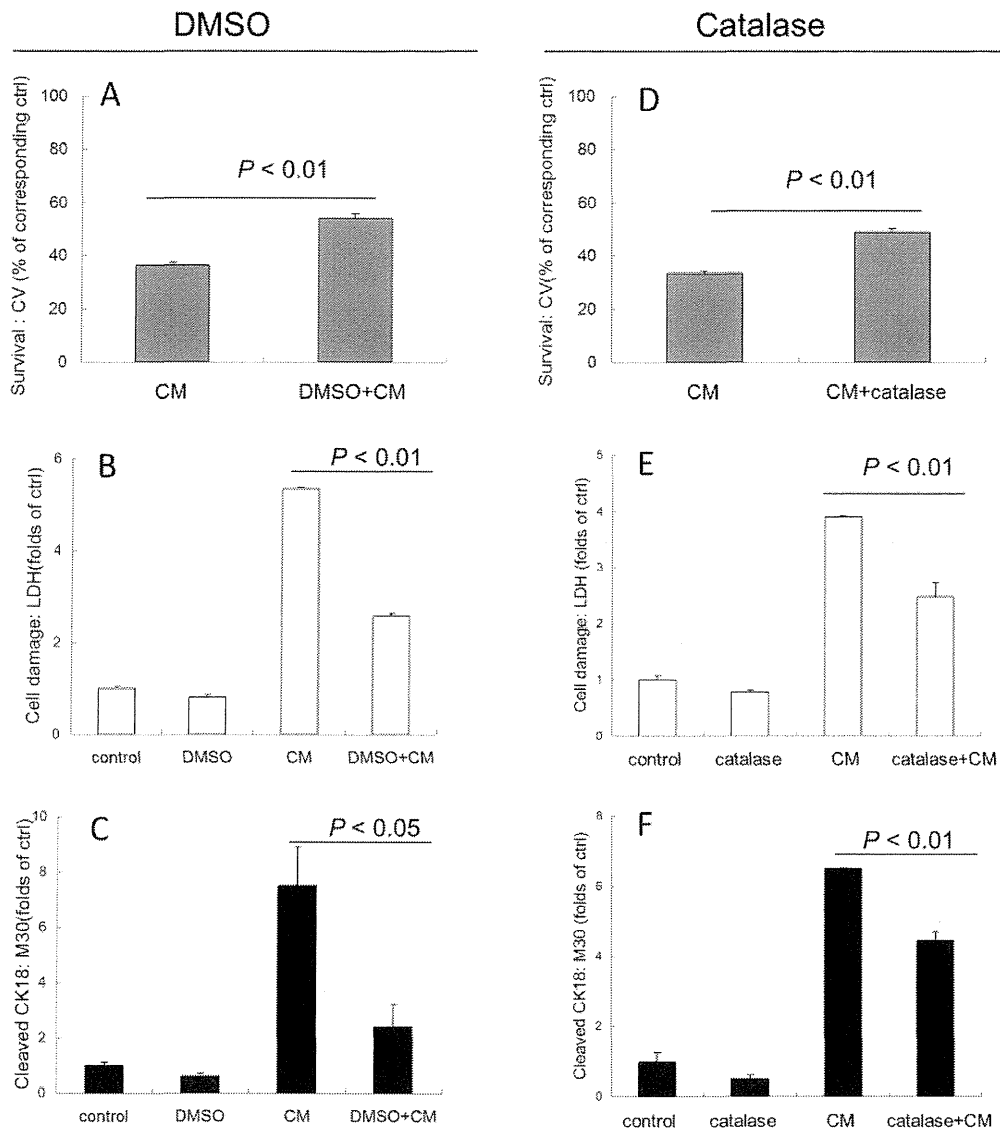 DMSO
Catalase
A
Survival : CV (% of corresponding ctrl)
100
80
60
40
20
0
P < 0.01
CM
DMSO+CM
D
Survival: CV(% of corresponding ctrl)
100
80
60
40
20
0
P < 0.01
CM
CM+catalase
B
Cell damage: LDH(folds of ctrl)
6
4
2
0
P < 0.01
control
DMSO
CM
DMSO+CM
E
Cell damage: LDH (folds of ctrl)
5
4
3
2
1
0
P < 0.01
control
catalase
CM
catalase+CM
C
Cleaved CK18: M30(folds of ctrl)
10
8
6
4
2
0
P < 0.05
control
DMSO
CM
DMSO+CM
F
Cleaved CK18: M30 (folds of ctrl)
8
6
4
2
0
P < 0.01
control
catalase
CM
catalase+CM